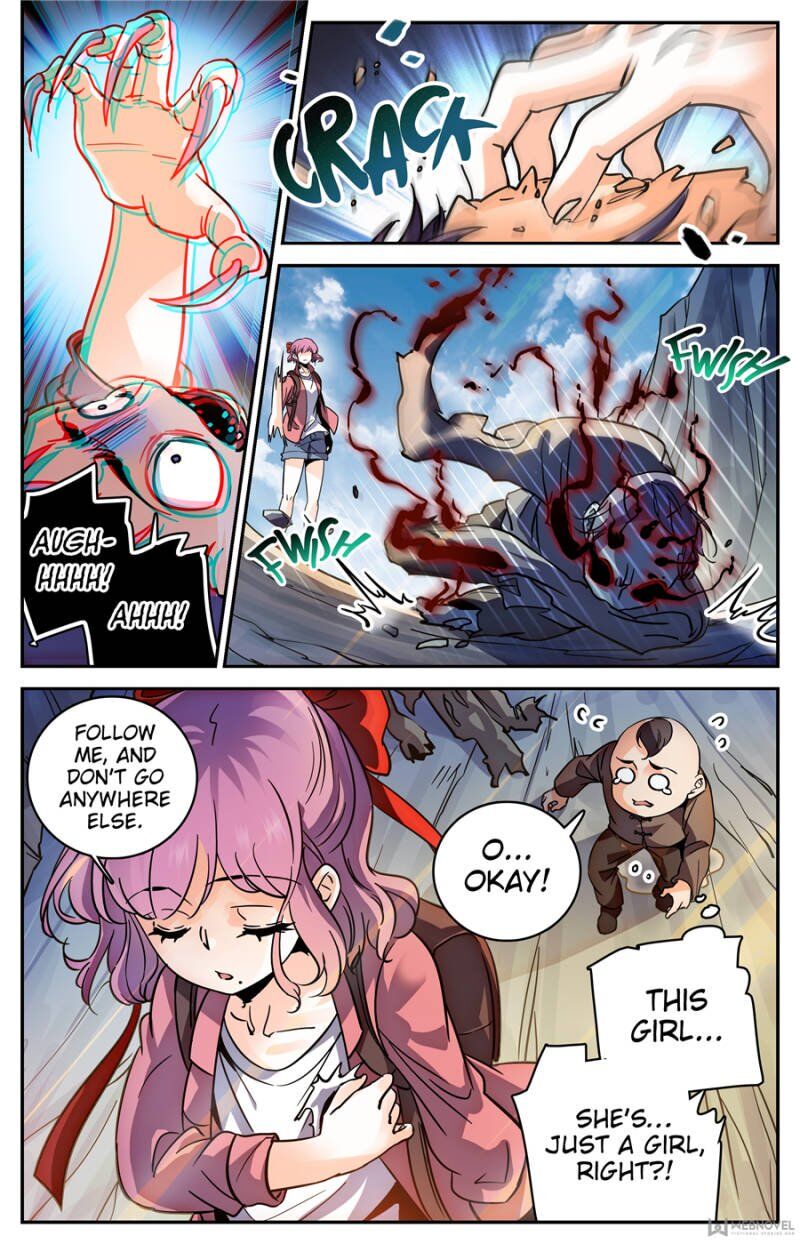 CRACK
FWISH
FWISH
AUGH-
HHHH!
AHHH!
FOLLOW
ME, AND
DON'T GO
ANYWHERE
ELSE.
O...
OKAY!
THIS
GIRL...
SHE'S...
JUST A GIRL,
RIGHT?!
WEBNOVEL